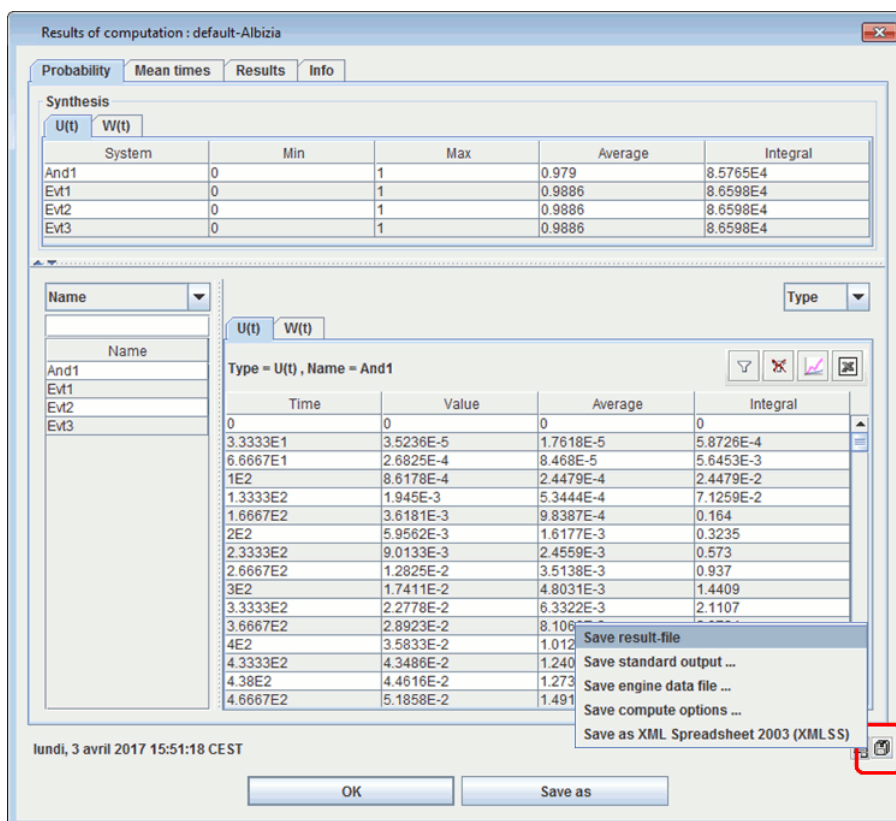 Results of computation : default-Albizia
Probability Mean times Results Info
Synthesis
U(t) W(t)
System Min Max Average Integral
And1 0 1 0.979 8.5765E4
Evt1 0 1 0.9886 8.6598E4
Evt2 0 1 0.9886 8.6598E4
Evt3 0 1 0.9886 8.6598E4
Name Type
U(t) W(t)
Name
And1
Evt1
Evt2
Evt3
Type = U(t) , Name = And1
Time Value Average Integral
0 0 0 0
3.3333E1 3.5236E-5 1.7618E-5 5.8726E-4
6.6667E1 2.6825E-4 8.468E-5 5.6453E-3
1E2 8.6178E-4 2.4479E-4 2.4479E-2
1.3333E2 1.945E-3 5.3444E-4 7.1259E-2
1.6667E2 3.6181E-3 9.8387E-4 0.164
2E2 5.9562E-3 1.6177E-3 0.3235
2.3333E2 9.0133E-3 2.4559E-3 0.573
2.6667E2 1.2825E-2 3.5138E-3 0.937
3E2 1.7411E-2 4.8031E-3 1.4409
3.3333E2 2.2778E-2 6.3322E-3 2.1107
3.6667E2 2.8923E-2
4E2 3.5833E-2 1.012
4.3333E2 4.3486E-2 1.240
4.38E2 4.4616E-2 1.273
4.6667E2 5.1858E-2 1.491
Save result-file
Save standard output ...
Save engine data file ...
Save compute options ...
Save as XML Spreadsheet 2003 (XMLSS)
lundi, 3 avril 2017 15:51:18 CEST
OK Save as